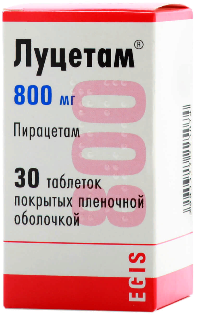 Луцетам®
800 мг
Пирацетам
800
30 таблеток
покрытых пленочной
оболочкой
EGIS